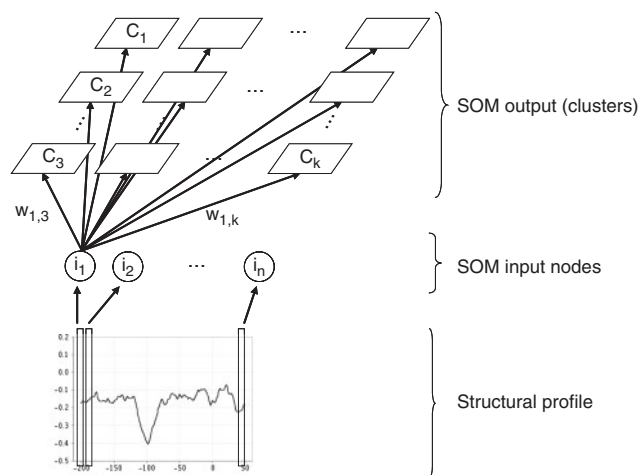 C1 ...
C2 ... SOM output (clusters)
... ...
C3 ... Ck
w1,3 w1,k
i1 i2 ... in SOM input nodes
0.2
0.1
0.0
-0.1
-0.2 Structural profile
-0.3
-0.4
-0.5
-200 -150 -100 -50 0 50